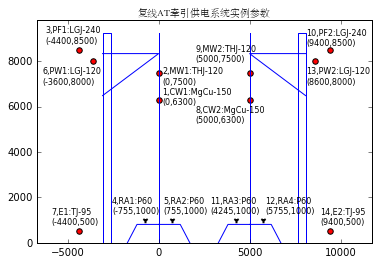 复线AT牵引供电系统实例参数
3,PF1:LGJ-240
(-4400,8500)
10,PF2:LGJ-240
(9400,8500)
9,MW2:THJ-120
(5000,7500)
6,PW1:LGJ-120
(-3600,8000)
2,MW1:THJ-120
(0,7500)
13,PW2:LGJ-120
(8600,8000)
1,CW1:MgCu-150
(0,6300)
8,CW2:MgCu-150
(5000,6300)
4,RA1:P60
(-755,1000)
5,RA2:P60
(755,1000)
11,RA3:P60
(4245,1000)
12,RA4:P60
(5755,1000)
7,E1:TJ-95
(-4400,500)
14,E2:TJ-95
(9400,500)
8000
6000
4000
2000
0
−5000
0
5000
10000